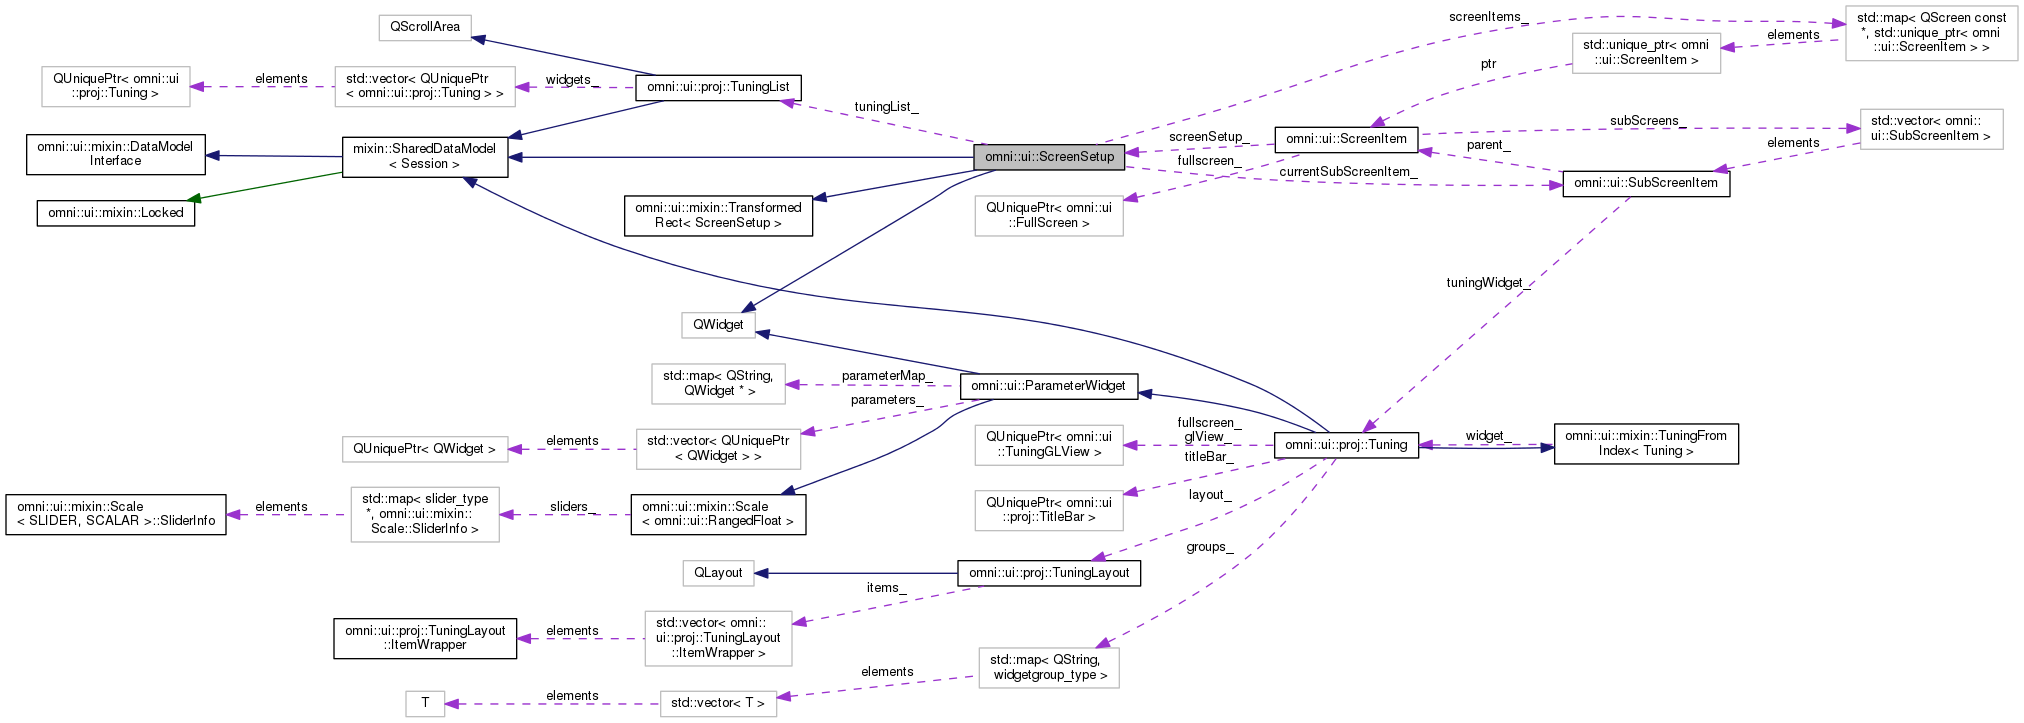 QScrollArea
QUniquePtr< omni::ui
::proj::Tuning >
elements
std::vector< QUniquePtr
< omni::ui::proj::Tuning > >
widgets_
omni::ui::proj::TuningList
tuningList_
screenItems_
std::map< QScreen const
*, std::unique_ptr< omni
::ui::ScreenItem > >
elements
std::unique_ptr< omni
::ui::ScreenItem >
ptr
omni::ui::mixin::DataModel
Interface
mixin::SharedDataModel
< Session >
omni::ui::mixin::Locked
omni::ui::ScreenSetup
screenSetup_
omni::ui::ScreenItem
subScreens_
std::vector< omni::
ui::SubScreenItem >
elements
parent_
fullscreen_
currentSubScreenItem_
omni::ui::SubScreenItem
omni::ui::mixin::Transformed
Rect< ScreenSetup >
QUniquePtr< omni::ui
::FullScreen >
tuningWidget_
QWidget
std::map< QString,
QWidget * >
parameterMap_
omni::ui::ParameterWidget
parameters_
QUniquePtr< QWidget >
elements
std::vector< QUniquePtr
< QWidget > >
QUniquePtr< omni::ui
::TuningGLView >
fullscreen_
glView_
omni::ui::proj::Tuning
widget_
omni::ui::mixin::TuningFrom
Index< Tuning >
titleBar_
QUniquePtr< omni::ui
::proj::TitleBar >
layout_
groups_
omni::ui::mixin::Scale
< SLIDER, SCALAR >::SliderInfo
elements
std::map< slider_type
*, omni::ui::mixin::
Scale::SliderInfo >
sliders_
omni::ui::mixin::Scale
< omni::ui::RangedFloat >
QLayout
omni::ui::proj::TuningLayout
items_
omni::ui::proj::TuningLayout
::ItemWrapper
elements
std::vector< omni::
ui::proj::TuningLayout
::ItemWrapper >
std::map< QString,
widgetgroup_type >
elements
std::vector< T >
elements
T